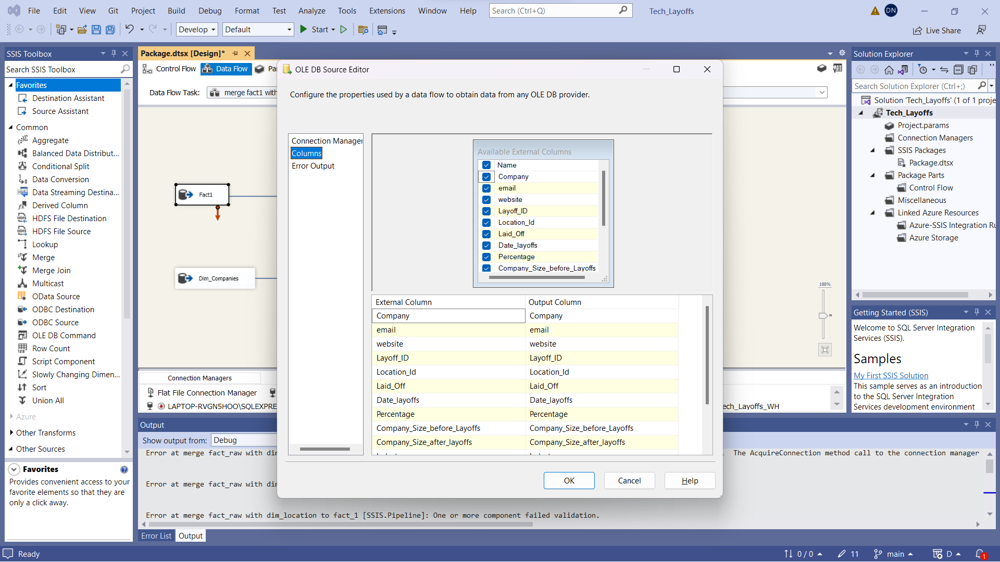 File Edit View Git Project Build Debug Format Test Analyze Tools Extensions Window Help Search (Ctrl+Q) Tech_Layoffs DN
Develop Default Start Live Share
SSIS Toolbox
Search SSIS Toolbox
Favorites
Destination Assistant
Source Assistant
Common
Aggregate
Balanced Data Distribut...
Conditional Split
Data Conversion
Data Streaming Destina...
Derived Column
HDFS File Destination
HDFS File Source
Lookup
Merge
Merge Join
Multicast
OData Source
ODBC Destination
ODBC Source
OLE DB Command
Row Count
Script Component
Slowly Changing Dimen...
Sort
Union All
Azure
Other Transforms
Other Sources
Favorites
Provides convenient access to your
favorite elements so that they are
only a click away.
Package.dtsx [Design]*
Control Flow Data Flow Pa
Data Flow Task: merge fact1 with
Fact1
Dim_Companies
100%
Connection Managers
Flat File Connection Manager
LAPTOP-RVGN5HOO\SQLEXPRE
ech_Layoffs_WH
OLE DB Source Editor
Configure the properties used by a data flow to obtain data from any OLE DB provider.
Connection Manager
Columns
Error Output
Available External Columns
Name
Company
email
website
Layoff_ID
Location_Id
Laid_Off
Date_layoffs
Percentage
Company_Size_before_Layoffs
External Column Output Column
Company Company
email email
website website
Layoff_ID Layoff_ID
Location_Id Location_Id
Laid_Off Laid_Off
Date_layoffs Date_layoffs
Percentage Percentage
Company_Size_before_Layoffs Company_Size_before_Layoffs
Company_Size_after_layoffs Company_Size_after_layoffs
OK Cancel Help
Output
Show output from: Debug
Error at merge fact_raw with di . The AcquireConnection method call to the connection manager
Error at merge fact_raw with di
Error at merge fact_raw with dim_location to fact_1 [SSIS.Pipeline]: One or more component failed validation.
Error List Output
Solution Explorer
Search Solution Explorer (Ctrl+;)
Solution 'Tech_Layoffs' (1 of 1 proje
Tech_Layoffs
Project.params
Connection Managers
SSIS Packages
Package.dtsx
Package Parts
Control Flow
Miscellaneous
Linked Azure Resources
Azure-SSIS Integration Ru
Azure Storage
Getting Started (SSIS)
Welcome to SQL Server Integration
Services (SSIS).
Samples
My First SSIS Solution
This sample serves as an introduction
to the SQL Server Integration
Services development environment
Ready 0 / 0 11 main D 1